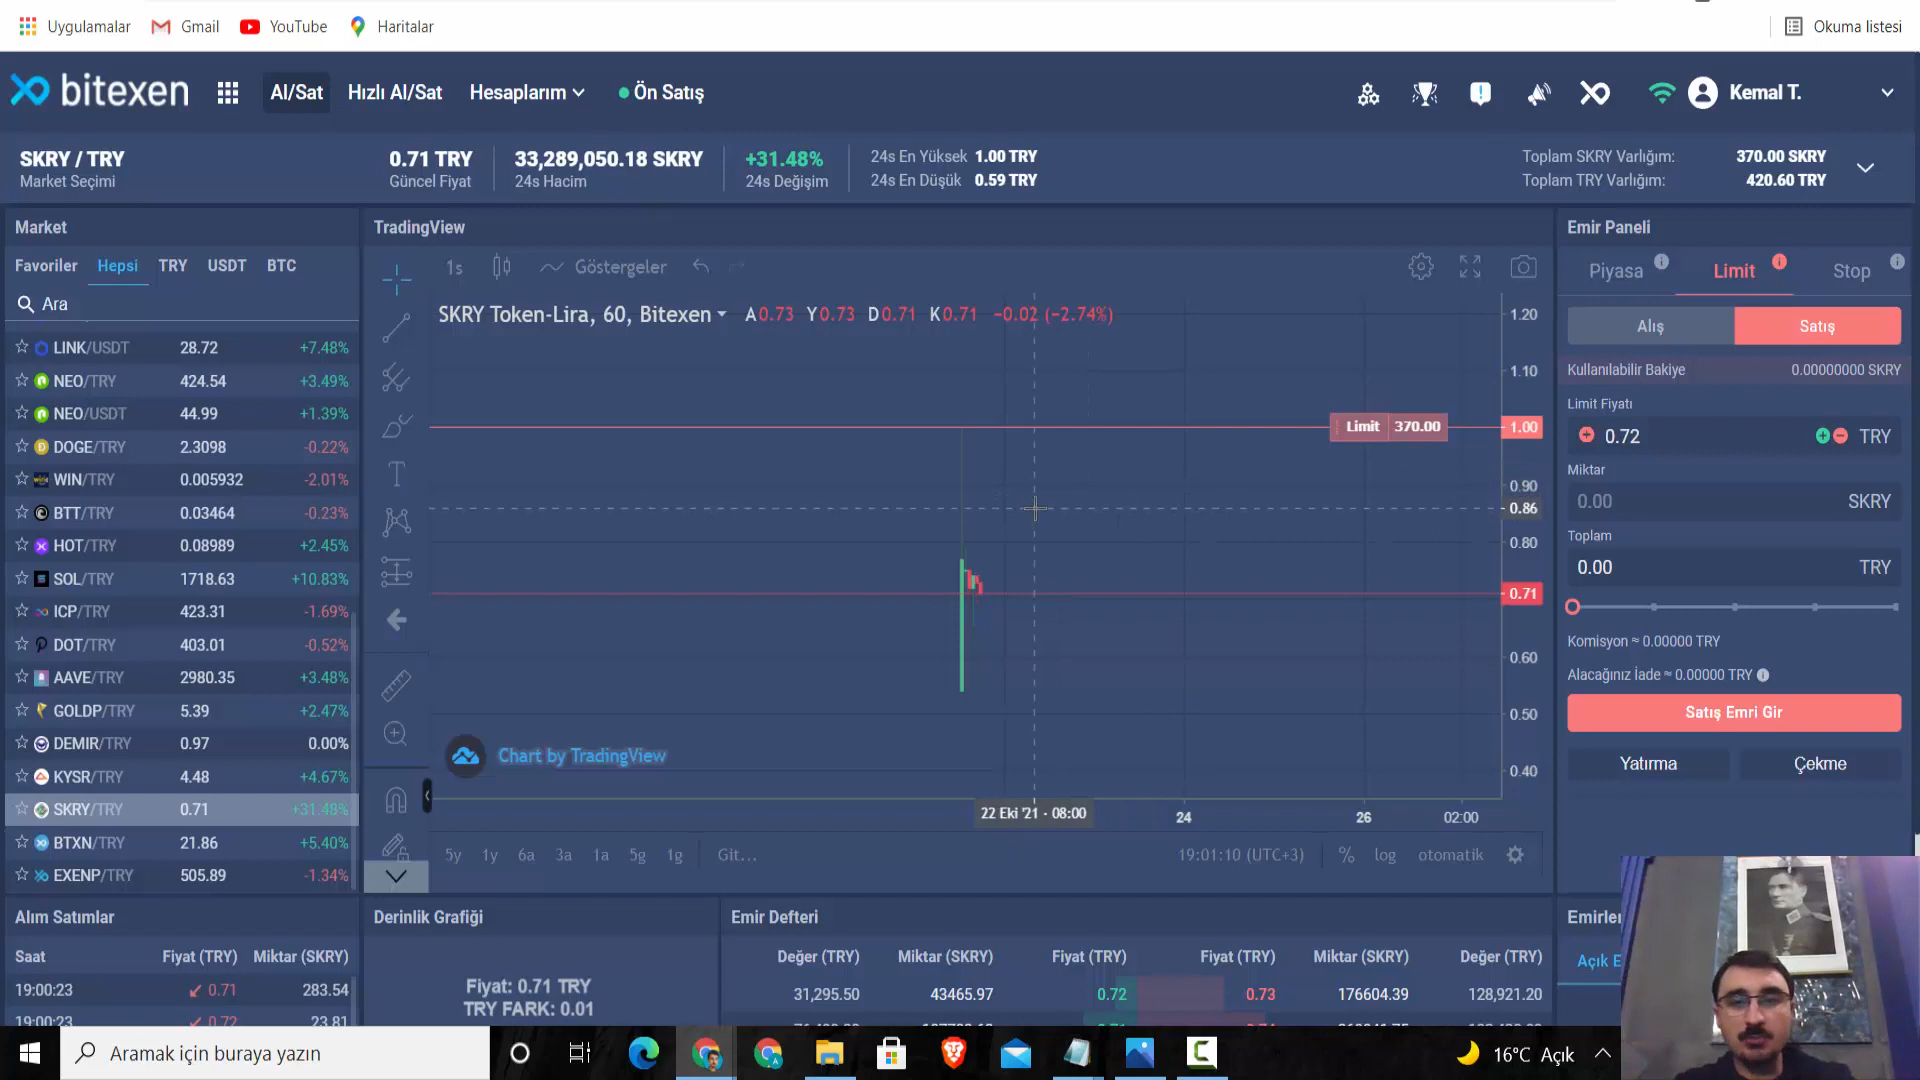 Uygulamalar Gmail YouTube Haritalar Okuma listesi
bitexen Al/Sat Hızlı Al/Sat Hesaplarım Ön Satış Kemal T.
SKRY / TRY
Market Seçimi
0.71 TRY
Güncel Fiyat
33,289,050.18 SKRY
24s Hacim
+31.48%
24s Değişim
24s En Yüksek 1.00 TRY
24s En Düşük 0.59 TRY
Toplam SKRY Varlığım: 370.00 SKRY
Toplam TRY Varlığım: 420.60 TRY
Market
Favoriler Hepsi TRY USDT BTC
Ara
LINK/USDT 28.72 +7.48%
NEO/TRY 424.54 +3.49%
NEO/USDT 44.99 +1.39%
DOGE/TRY 2.3098 -0.22%
WIN/TRY 0.005932 -2.01%
BTT/TRY 0.03464 -0.23%
HOT/TRY 0.08989 +2.45%
SOL/TRY 1718.63 +10.83%
ICP/TRY 423.31 -1.69%
DOT/TRY 403.01 -0.52%
AAVE/TRY 2980.35 +3.48%
GOLDP/TRY 5.39 +2.47%
DEMIR/TRY 0.97 0.00%
KYSR/TRY 4.48 +4.67%
SKRY/TRY 0.71 +31.48%
BTXN/TRY 21.86 +5.40%
EXENP/TRY 505.89 -1.34%
TradingView
1s Göstergeler
SKRY Token-Lira, 60, Bitexen A0.73 Y0.73 D0.71 K0.71 −0.02 (−2.74%)
1.20
1.10
Limit 370.00 1.00
0.90
0.86
0.80
0.71
0.60
0.50
0.40
Chart by TradingView
22 Eki '21 - 08:00 24 26 02:00
5y 1y 6a 3a 1a 5g 1g Git... 19:01:10 (UTC+3) % log otomatik
Emir Paneli
Piyasa Limit Stop
Alış Satış
Kullanılabilir Bakiye 0.00000000 SKRY
Limit Fiyatı
0.72 TRY
Miktar
0.00 SKRY
Toplam
0.00 TRY
Komisyon ≈ 0.00000 TRY
Alacağınız İade ≈ 0.00000 TRY
Satış Emri Gir
Yatırma Çekme
Alım Satımlar
Saat Fiyat (TRY) Miktar (SKRY)
19:00:23 0.71 283.54
19:00:23 0.72 23.81
Derinlik Grafiği
Fiyat: 0.71 TRY
TRY FARK: 0.01
Emir Defteri
Değer (TRY) Miktar (SKRY) Fiyat (TRY) Fiyat (TRY) Miktar (SKRY) Değer (TRY)
31,295.50 43465.97 0.72 0.73 176604.39 128,921.20
Açık
Aramak için buraya yazın
16°C Açık